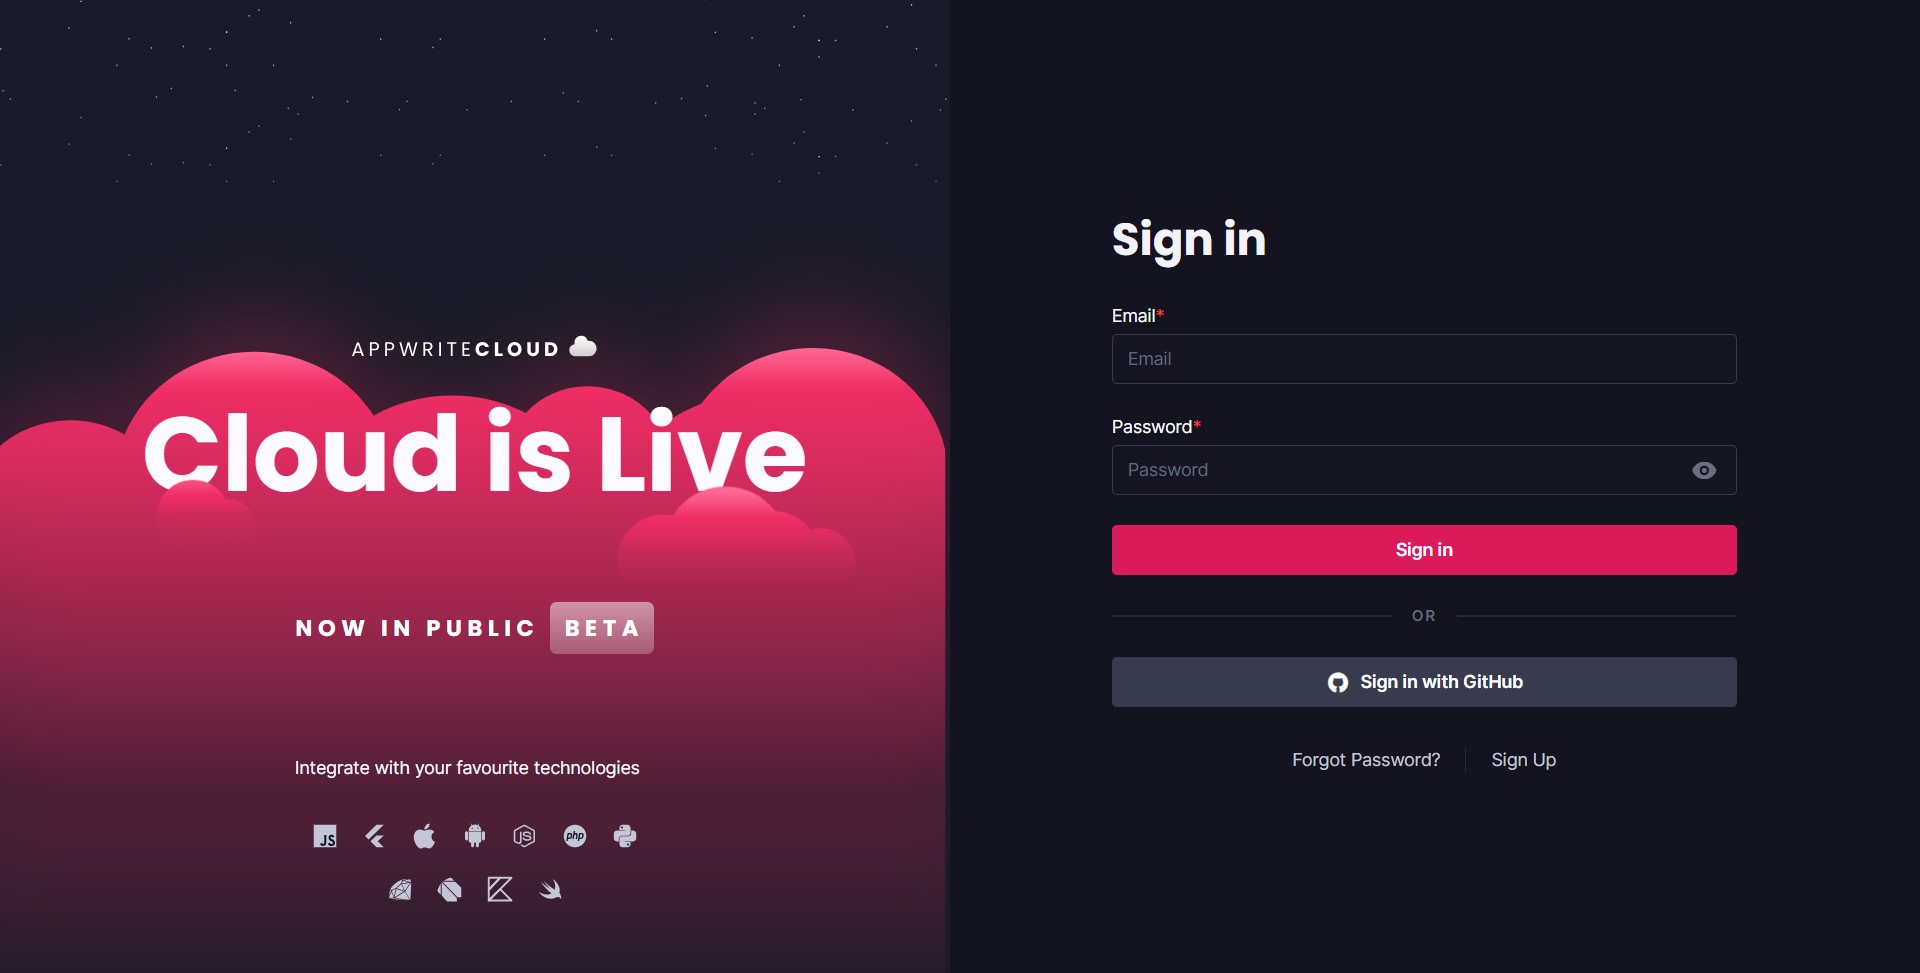 APPWRITECLOUD
Cloud is Live
NOW IN PUBLIC BETA
Integrate with your favourite technologies
JS
JS
php
Sign in
Email*
Email
Password*
Password
Sign in
OR
Sign in with GitHub
Forgot Password?
Sign Up